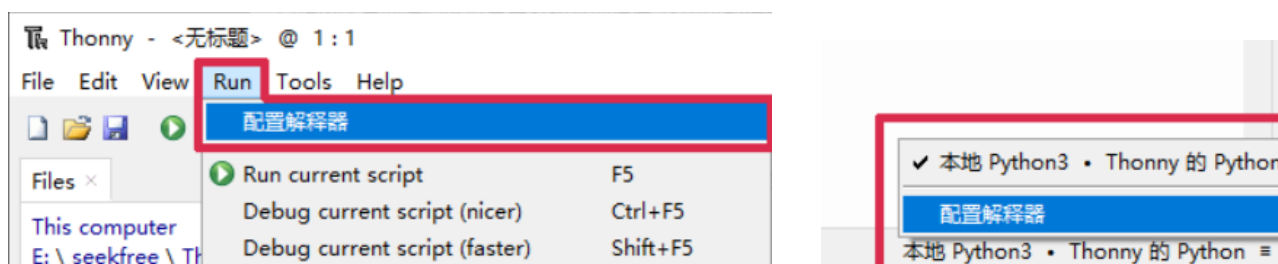 Thonny - <无标题> @ 1:1
File Edit View Run Tools Help
配置解释器
Files ×
Run current script F5
This computer
Debug current script (nicer) Ctrl+F5
E:\ seekfree \ Th
Debug current script (faster) Shift+F5
✓ 本地 Python3 • Thonny 的 Python
配置解释器
本地 Python3 • Thonny 的 Python ≡